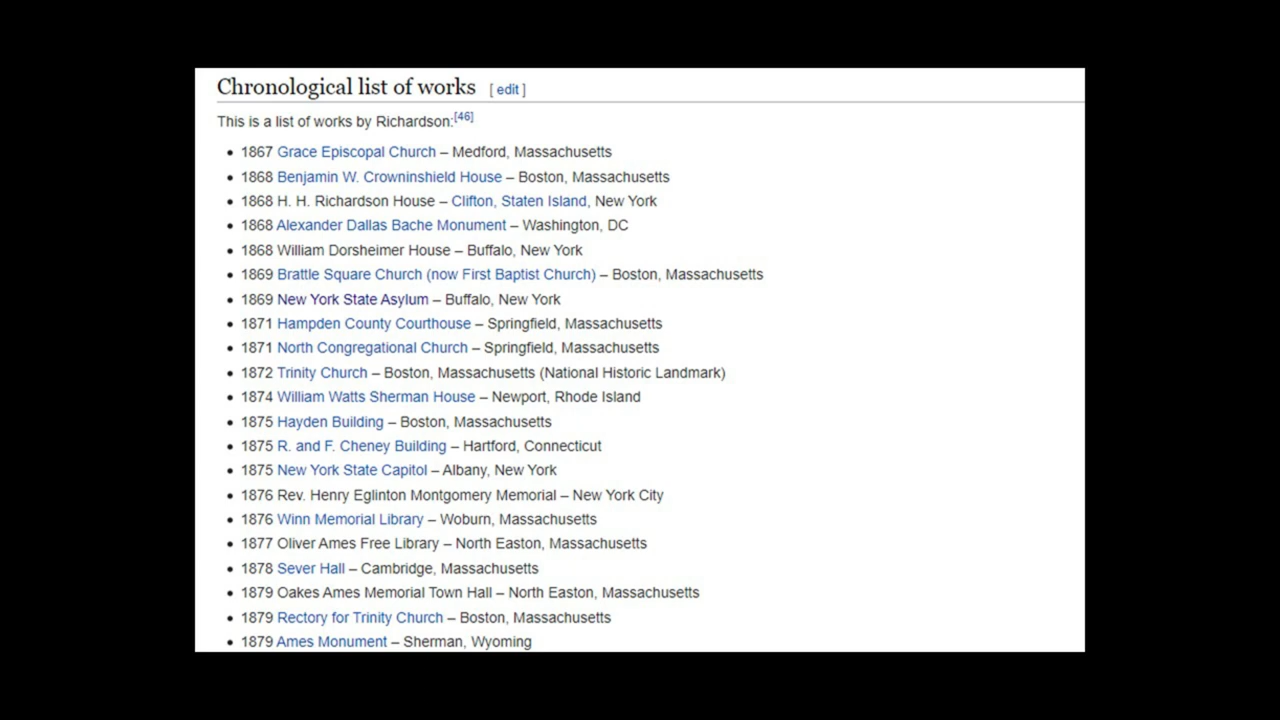 Chronological list of works [ edit ]
This is a list of works by Richardson:[46]
• 1867 Grace Episcopal Church – Medford, Massachusetts
• 1868 Benjamin W. Crowninshield House – Boston, Massachusetts
• 1868 H. H. Richardson House – Clifton, Staten Island, New York
• 1868 Alexander Dallas Bache Monument – Washington, DC
• 1868 William Dorsheimer House – Buffalo, New York
• 1869 Brattle Square Church (now First Baptist Church) – Boston, Massachusetts
• 1869 New York State Asylum – Buffalo, New York
• 1871 Hampden County Courthouse – Springfield, Massachusetts
• 1871 North Congregational Church – Springfield, Massachusetts
• 1872 Trinity Church – Boston, Massachusetts (National Historic Landmark)
• 1874 William Watts Sherman House – Newport, Rhode Island
• 1875 Hayden Building – Boston, Massachusetts
• 1875 R. and F. Cheney Building – Hartford, Connecticut
• 1875 New York State Capitol – Albany, New York
• 1876 Rev. Henry Eglinton Montgomery Memorial – New York City
• 1876 Winn Memorial Library – Woburn, Massachusetts
• 1877 Oliver Ames Free Library – North Easton, Massachusetts
• 1878 Sever Hall – Cambridge, Massachusetts
• 1879 Oakes Ames Memorial Town Hall – North Easton, Massachusetts
• 1879 Rectory for Trinity Church – Boston, Massachusetts
• 1879 Ames Monument – Sherman, Wyoming